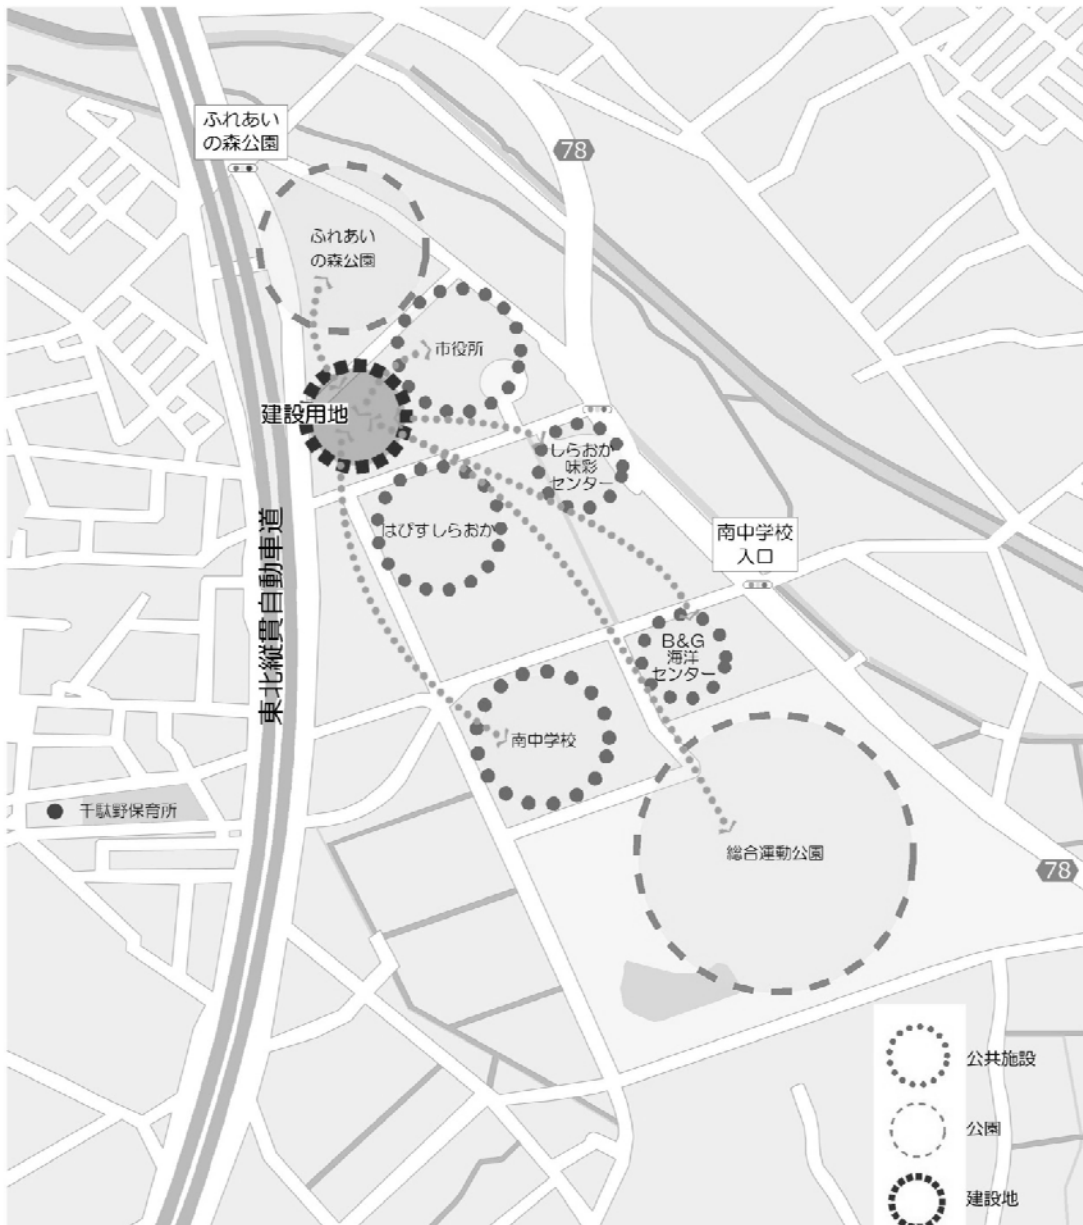 ふれあい
の森公園
78
ふれあい
の森公園
市役所
建設用地
しらおか
味彩
センター
はぴすしらおか
南中学校
入口
東北縦貫自動車道
B&G
海洋
センター
南中学校
千駄野保育所
総合運動公園
78
公共施設
公園
建設地